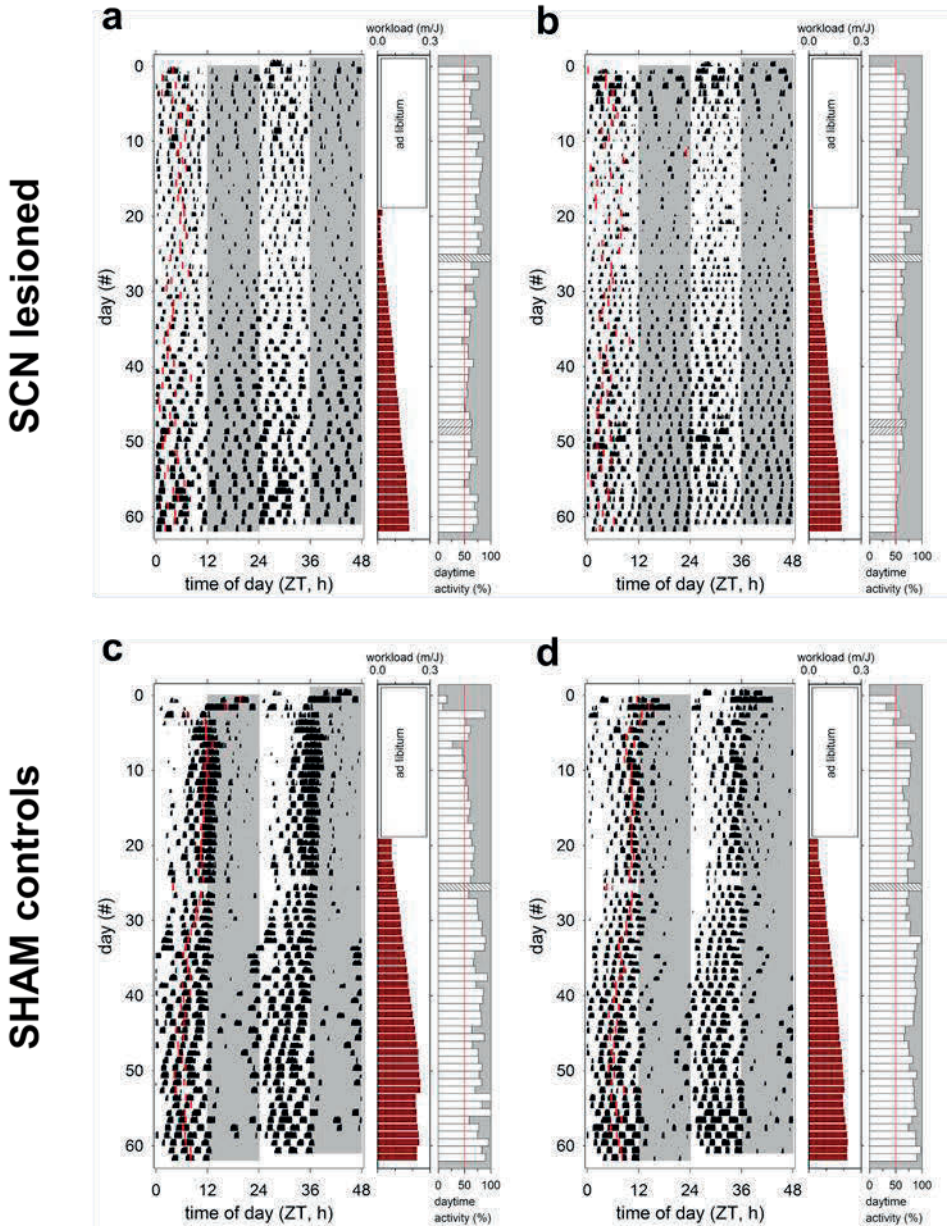 a
workload (m/J)
0.0 0.3
b
workload (m/J)
0.0 0.3
SCN lesioned
day (#)
0
10
20
30
40
50
60
ad libitum
0 12 24 36 48
time of day (ZT, h)
0 50 100
daytime
activity (%)
day (#)
0
10
20
30
40
50
60
ad libitum
0 12 24 36 48
time of day (ZT, h)
0 50 100
daytime
activity (%)
c
workload (m/J)
0.0 0.3
d
workload (m/J)
0.0 0.3
SHAM controls
day (#)
0
10
20
30
40
50
60
ad libitum
0 12 24 36 48
time of day (ZT, h)
0 50 100
daytime
activity (%)
day (#)
0
10
20
30
40
50
60
ad libitum
0 12 24 36 48
time of day (ZT, h)
0 50 100
daytime
activity (%)